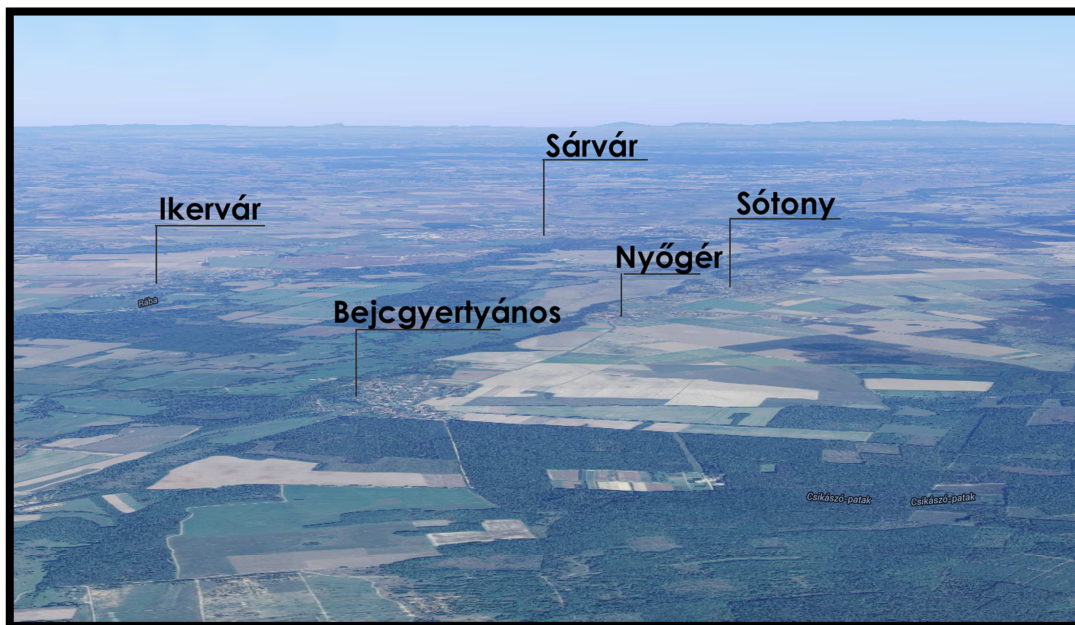 Sárvár
Ikervár
Sótony
Nyőgér
Rába
Bejcgyertyános
Csikászó-patak
Csikászó-patak